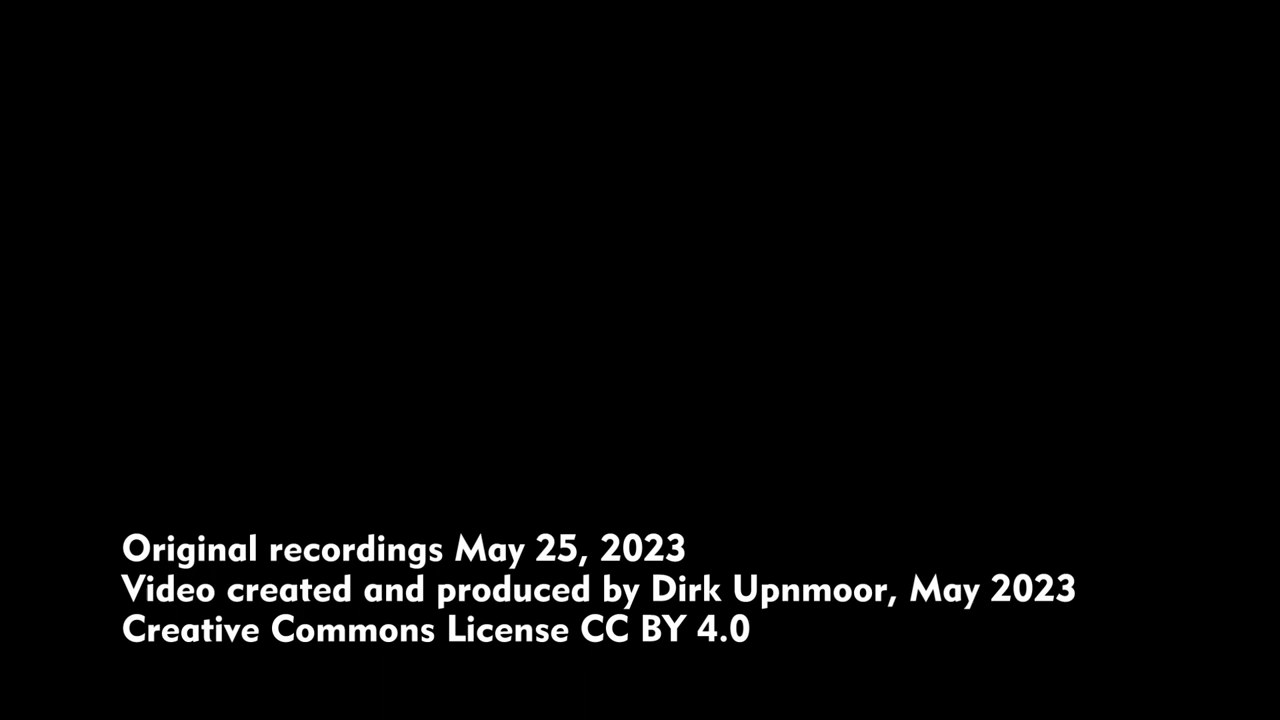 Original recordings May 25, 2023
Video created and produced by Dirk Upnmoor, May 2023
Creative Commons License CC BY 4.0